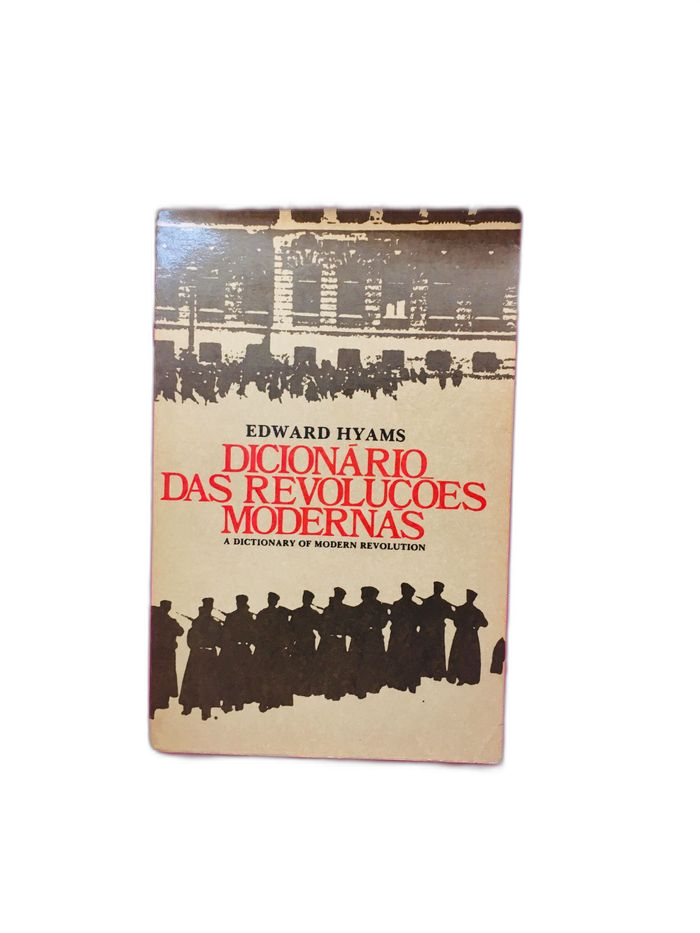 EDWARD HYAMS
DICIONÁRIO
DAS REVOLUÇÕES
MODERNAS
A DICTIONARY OF MODERN REVOLUTION